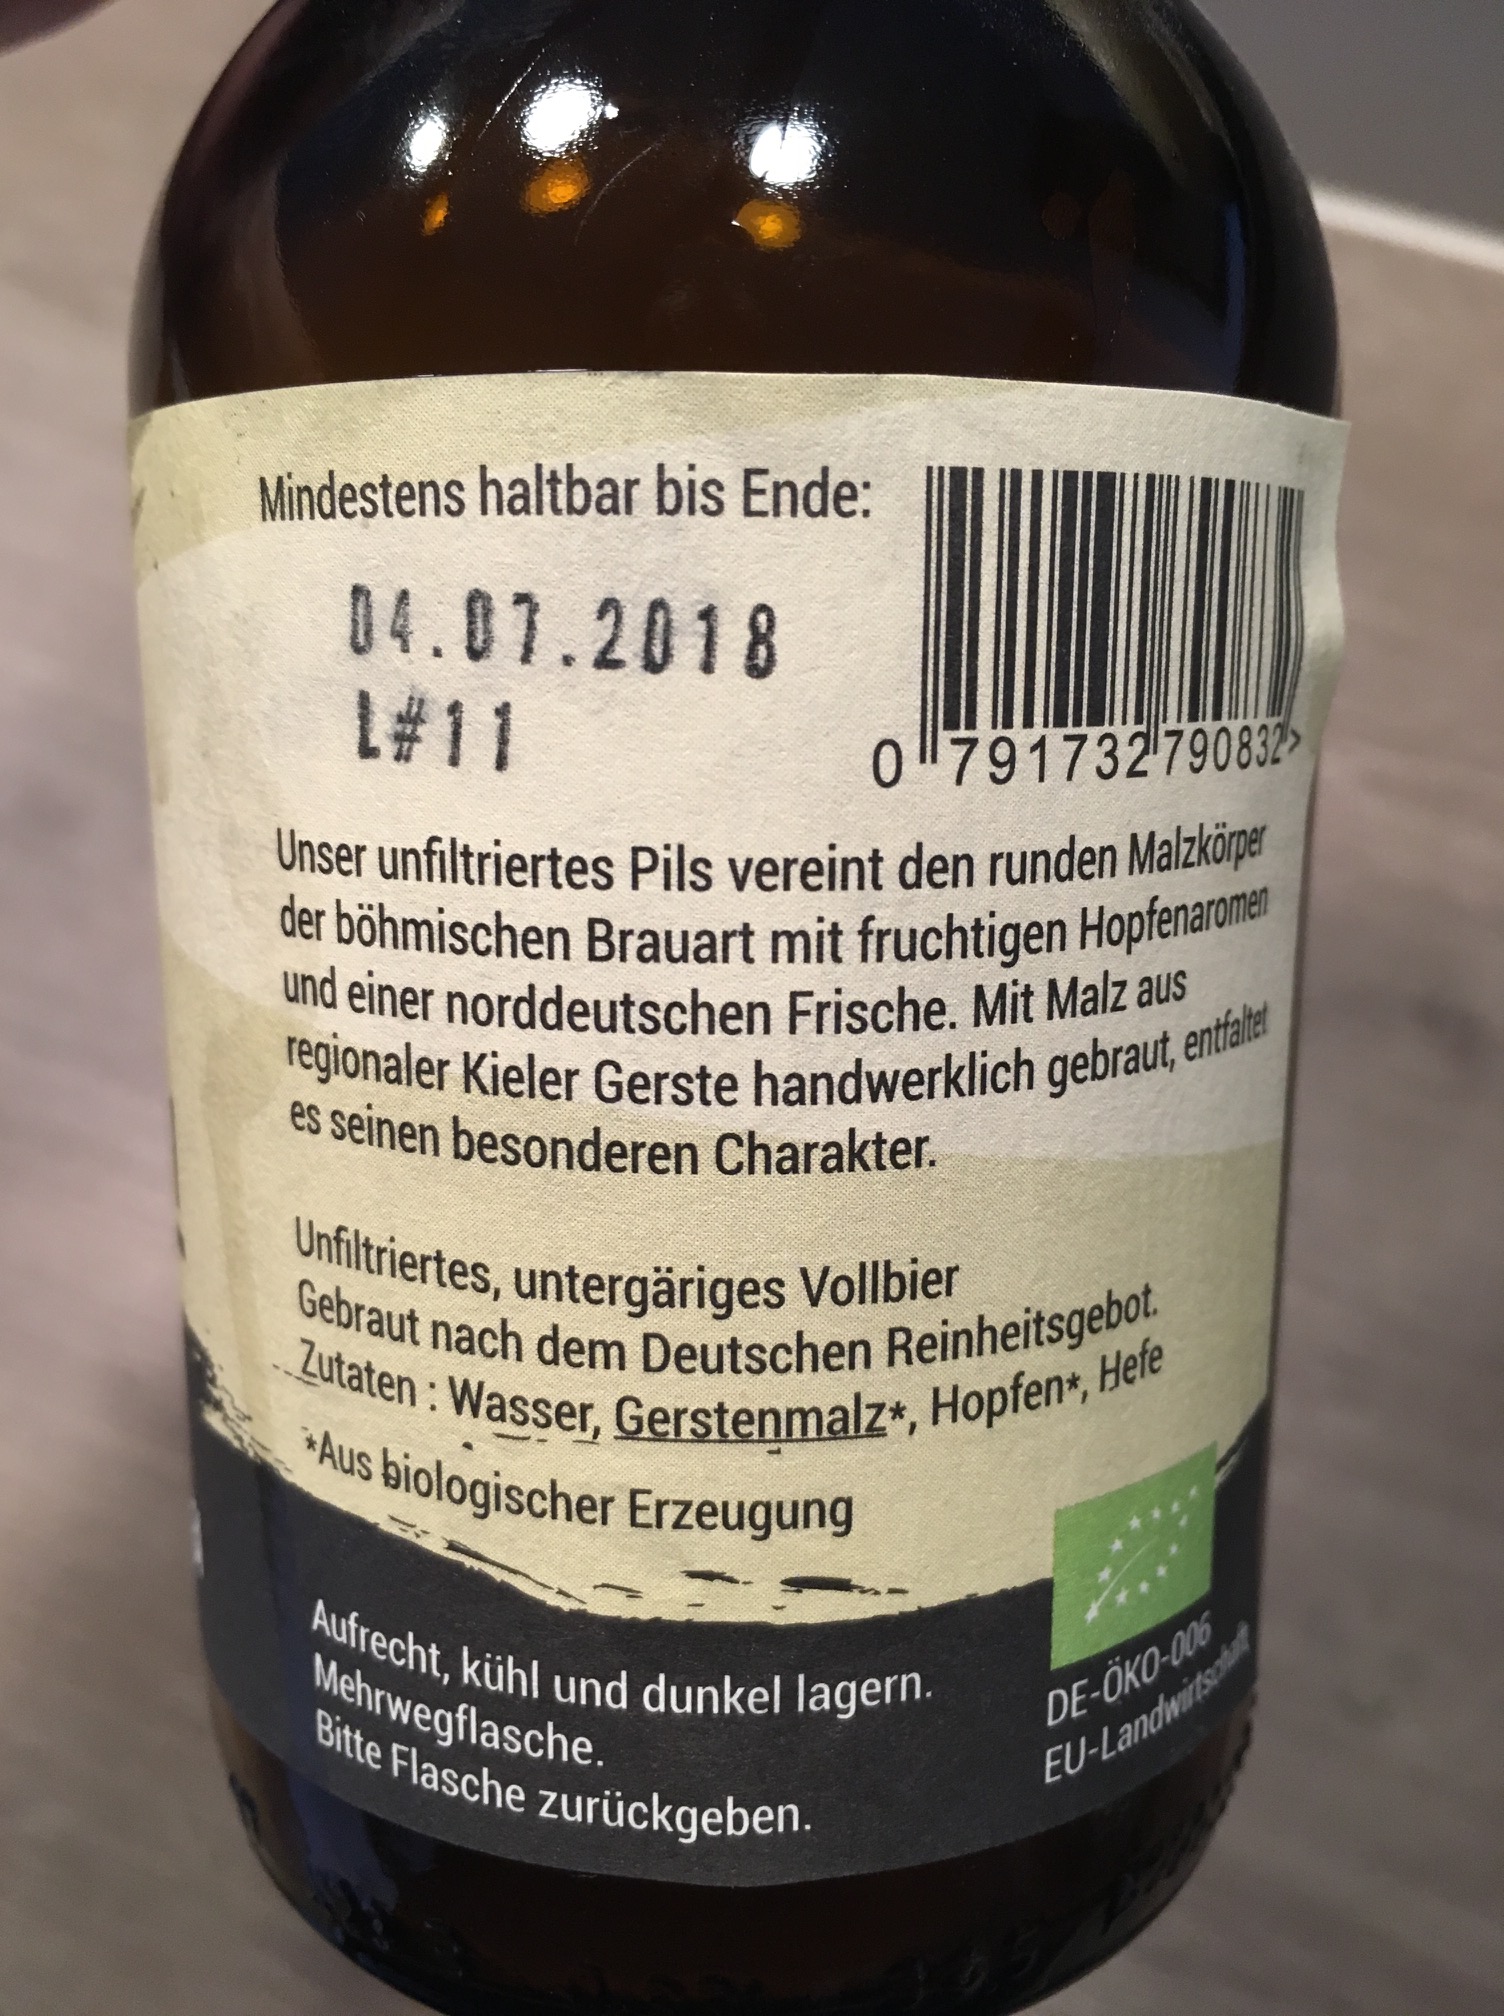 Mindestens haltbar bis Ende:
04.07.2018
L#11
0 791732 790832 >
Unser unfiltriertes Pils vereint den runden Malzkörper
der böhmischen Brauart mit fruchtigen Hopfenaromen
und einer norddeutschen Frische. Mit Malz aus
regionaler Kieler Gerste handwerklich gebraut, entfaltet
es seinen besonderen Charakter.
Unfiltriertes, untergäriges Vollbier
Gebraut nach dem Deutschen Reinheitsgebot.
Zutaten : Wasser, Gerstenmalz*, Hopfen*, Hefe
*Aus biologischer Erzeugung
Aufrecht, kühl und dunkel lagern.
Mehrwegflasche.
Bitte Flasche zurückgeben.
DE-ÖKO-006
EU-Landwirtschaft